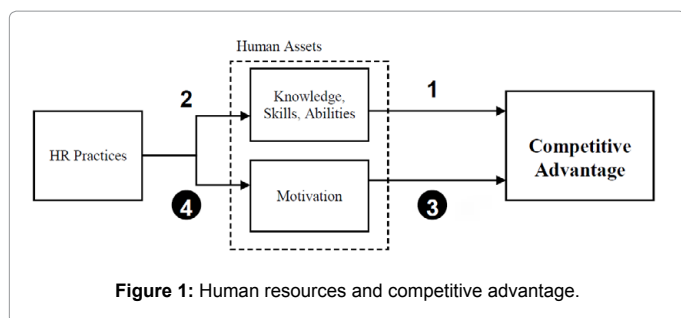 Human Assets
2
Knowledge,
Skills, Abilities
1
HR Practices
Competitive
Advantage
4
Motivation
3
Figure 1: Human resources and competitive advantage.